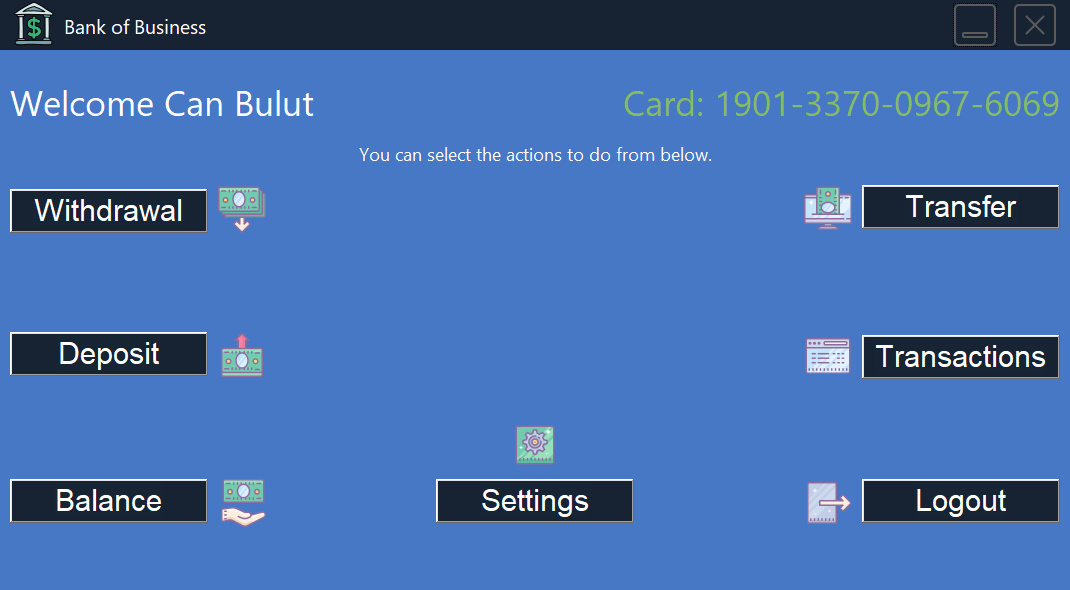 Bank of Business
Welcome Can Bulut
Card: 1901-3370-0967-6069
You can select the actions to do from below.
Withdrawal
Transfer
Deposit
Transactions
Balance
Settings
Logout